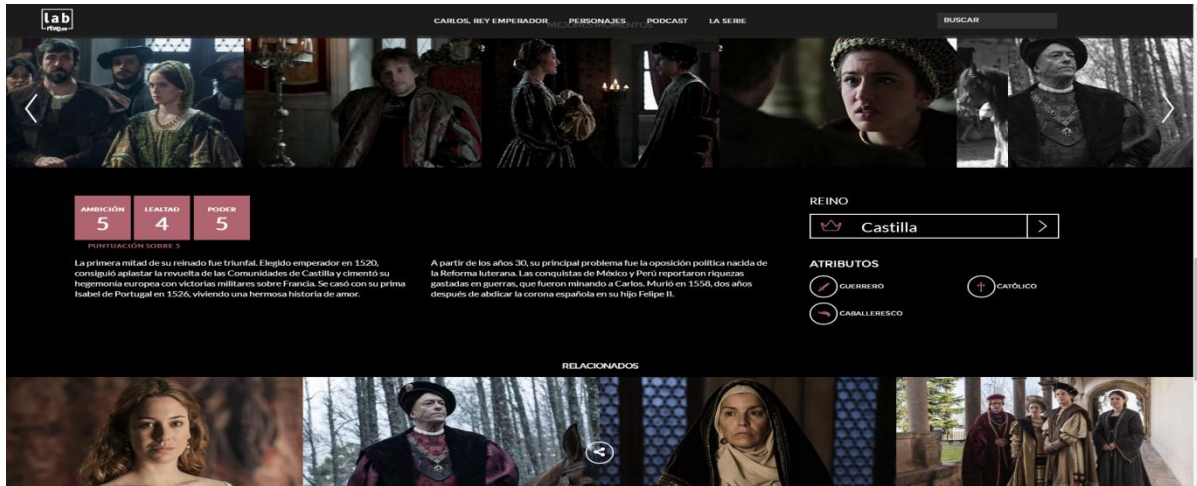 lab
rtve.es
CARLOS, REY EMPERADOR
PERSONAJES
PODCAST
LA SERIE
BUSCAR
MEJORES MOMENTOS
AMBICIÓN
5
LEALTAD
4
PODER
5
PUNTUACIÓN SOBRE 5
La primera mitad de su reinado fue triunfal. Elegido emperador en 1520,
consiguió aplastar la revuelta de las Comunidades de Castilla y cimentó su
hegemonía europea con victorias militares sobre Francia. Se casó con su prima
Isabel de Portugal en 1526, viviendo una hermosa historia de amor.
A partir de los años 30, su principal problema fue la oposición política nacida de
la Reforma luterana. Las conquistas de México y Perú reportaron riquezas
gastadas en guerras, que fueron minando a Carlos. Murió en 1558, dos años
después de abdicar la corona española en su hijo Felipe II.
REINO
Castilla
ATRIBUTOS
GUERRERO
CATÓLICO
CABALLERESCO
RELACIONADOS